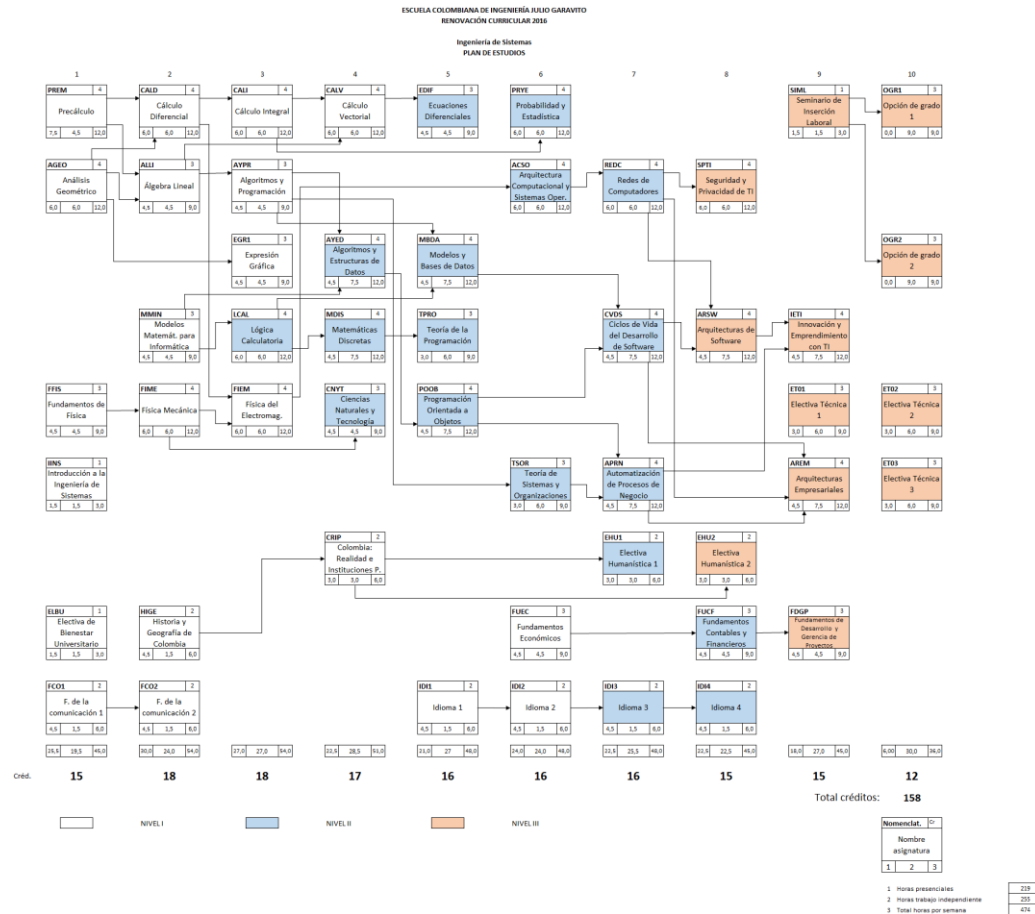 ESCUELA COLOMBIANA DE INGENIERÍA JULIO GARAVITO
RENOVACIÓN CURRICULAR 2016
Ingeniería de Sistemas
PLAN DE ESTUDIOS
1 2 3 4 5 6 7 8 9 10
PREM 4
Precálculo
7,5 4,5 12,0
CALD 4
Cálculo
Diferencial
6,0 6,0 12,0
CALI 4
Cálculo Integral
6,0 6,0 12,0
CALV 4
Cálculo
Vectorial
6,0 6,0 12,0
EDIF 3
Ecuaciones
Diferenciales
4,5 4,5 9,0
PRYE 4
Probabilidad y
Estadística
6,0 6,0 12,0
SIML 1
Seminario de
Inserción
Laboral
1,5 1,5 3,0
OGR1 3
Opción de grado
1
0,0 9,0 9,0
AGEO 4
Análisis
Geométrico
6,0 6,0 12,0
ALLI 3
Álgebra Lineal
4,5 4,5 9,0
AYPR 3
Algoritmos y
Programación
4,5 4,5 9,0
ACSO 4
Arquitectura
Computacional y
Sistemas Oper.
6,0 6,0 12,0
REDC 4
Redes de
Computadores
6,0 6,0 12,0
SPTI 4
Seguridad y
Privacidad de TI
6,0 6,0 12,0
EGR1 3
Expresión
Gráfica
4,5 4,5 9,0
AYED 4
Algoritmos y
Estructuras de
Datos
4,5 7,5 12,0
MBDA 4
Modelos y
Bases de Datos
4,5 7,5 12,0
OGR2 3
Opción de grado
2
0,0 9,0 9,0
MMIN 3
Modelos
Matemát. para
Informática
4,5 4,5 9,0
LCAL 4
Lógica
Calculatoria
6,0 6,0 12,0
MDIS 4
Matemáticas
Discretas
4,5 7,5 12,0
TPRO 3
Teoría de la
Programación
3,0 6,0 9,0
CVDS 4
Ciclos de Vida
del Desarrollo
de Software
4,5 7,5 12,0
ARSW 4
Arquitecturas
de Software
4,5 7,5 12,0
IETI 4
Innovación y
Emprendimiento
con TI
4,5 7,5 12,0
FFIS 3
Fundamentos de
Física
4,5 4,5 9,0
FIME 4
Física Mecánica
6,0 6,0 12,0
FIEM 4
Física del
Electromag.
6,0 6,0 12,0
CNYT 3
Ciencias
Naturales y
Tecnología
4,5 4,5 9,0
POOB 4
Programación
Orientada a
Objetos
4,5 7,5 12,0
ET01 3
Electiva Técnica
1
3,0 6,0 9,0
ET02 3
Electiva Técnica
2
3,0 6,0 9,0
IINS 1
Introducción a la
Ingeniería de
Sistemas
1,5 1,5 3,0
TSOR 3
Teoría de
Sistemas y
Organizaciones
3,0 6,0 9,0
APRN 4
Automatización
de Procesos de
Negocio
4,5 7,5 12,0
AREM 4
Arquitecturas
Empresariales
4,5 7,5 12,0
ET03 3
Electiva Técnica
3
3,0 6,0 9,0
CRIP 2
Colombia:
Realidad e
Instituciones P.
3,0 3,0 6,0
EHU1 2
Electiva
Humanística 1
3,0 3,0 6,0
EHU2 2
Electiva
Humanística 2
3,0 3,0 6,0
ELBU 1
Electiva de
Bienestar
Universitario
1,5 1,5 3,0
HIGE 2
Historia y
Geografía de
Colombia
4,5 1,5 6,0
FUEC 3
Fundamentos
Económicos
4,5 4,5 9,0
FUCF 3
Fundamentos
Contables y
Financieros
4,5 4,5 9,0
FDGP 3
Fundamentos de
Desarrollo y
Gerencia de
Proyectos
4,5 4,5 9,0
FCO1 2
F. de la
comunicación 1
4,5 1,5 6,0
FCO2 2
F. de la
comunicación 2
4,5 1,5 6,0
IDI1 2
Idioma 1
4,5 1,5 6,0
IDI2 2
Idioma 2
4,5 1,5 6,0
IDI3 2
Idioma 3
4,5 1,5 6,0
IDI4 2
Idioma 4
4,5 1,5 6,0
25,5 19,5 45,0 30,0 24,0 54,0 27,0 27,0 54,0 22,5 28,5 51,0 21,0 27 48,0 24,0 24,0 48,0 22,5 25,5 48,0 22,5 22,5 45,0 18,0 27,0 45,0 6,00 30,0 36,0
Créd. 15 18 18 17 16 16 16 15 15 12
Total créditos: 158
NIVEL I NIVEL II NIVEL III
Nomenclat. Cr
Nombre
asignatura
1 2 3
1 Horas presenciales 219
2 Horas trabajo independiente 255
3 Total horas por semana 474